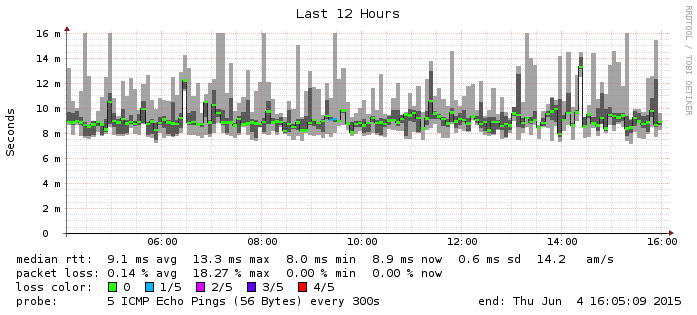 Last 12 Hours
RRDTOOL / TOBI OETIKER
Seconds
16 m
14 m
12 m
10 m
8 m
6 m
4 m
2 m
0
06:00 08:00 10:00 12:00 14:00 16:00
median rtt: 9.1 ms avg 13.3 ms max 8.0 ms min 8.9 ms now 0.6 ms sd 14.2 am/s
packet loss: 0.14 % avg 18.27 % max 0.00 % min 0.00 % now
loss color: 0 1/5 2/5 3/5 4/5
probe: 5 ICMP Echo Pings (56 Bytes) every 300s end: Thu Jun 4 16:05:09 2015